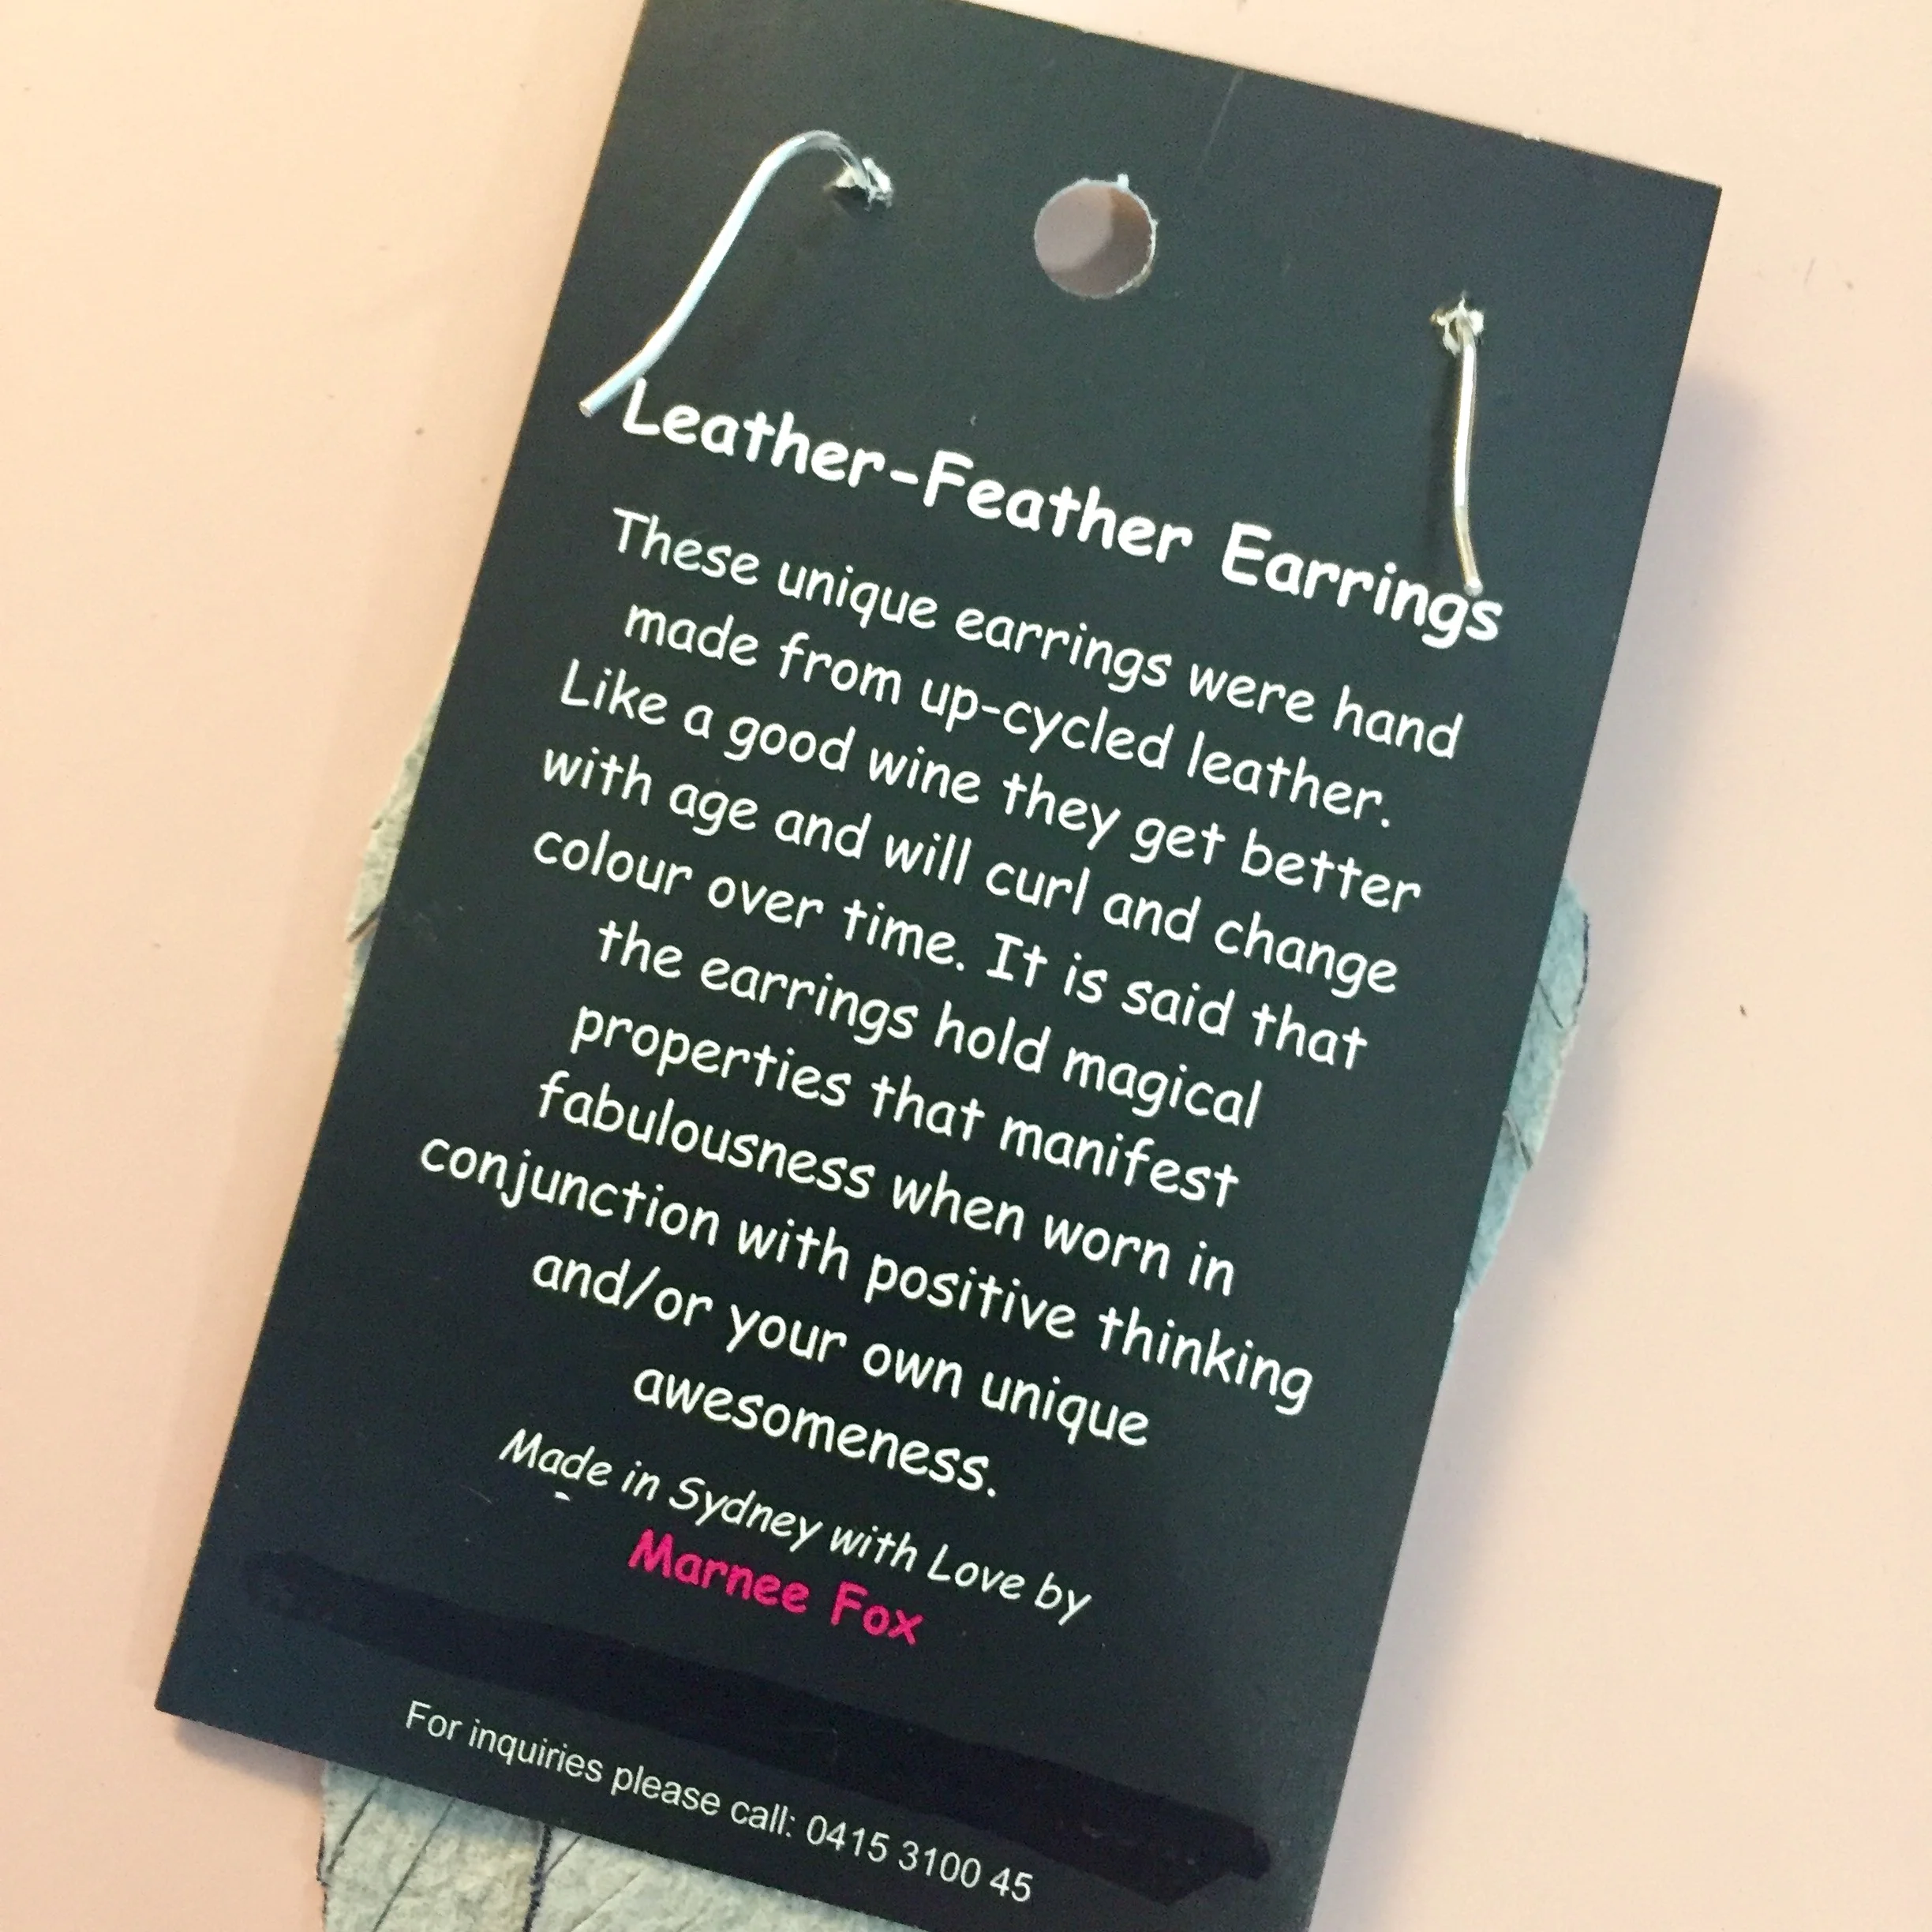 Leather-Feather Earrings
These unique earrings were hand
made from up-cycled leather.
Like a good wine they get better
with age and will curl and change
colour over time. It is said that
the earrings hold magical
properties that manifest
fabulousness when worn in
conjunction with positive thinking
and/or your own unique
awesomeness.
Made in Sydney with Love by
Marnee Fox
For inquiries please call: 0415 3100 45